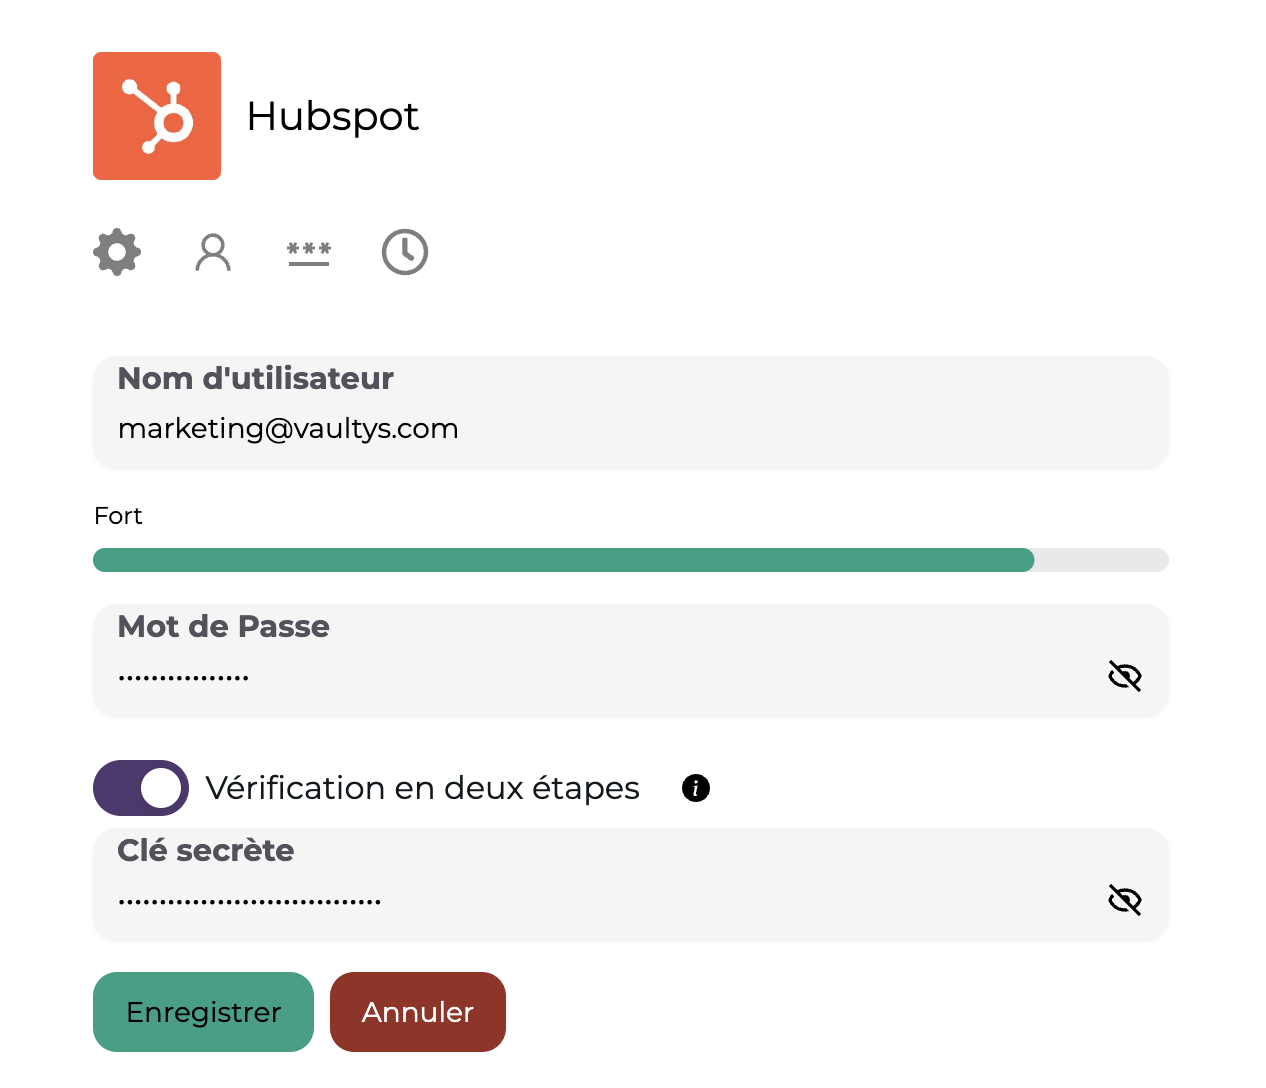 Hubspot
***
Nom d'utilisateur
marketing@vaultys.com
Fort
Mot de Passe
••••••••••••••••
Vérification en deux étapes
Clé secrète
••••••••••••••••••••••••••••••••
Enregistrer Annuler